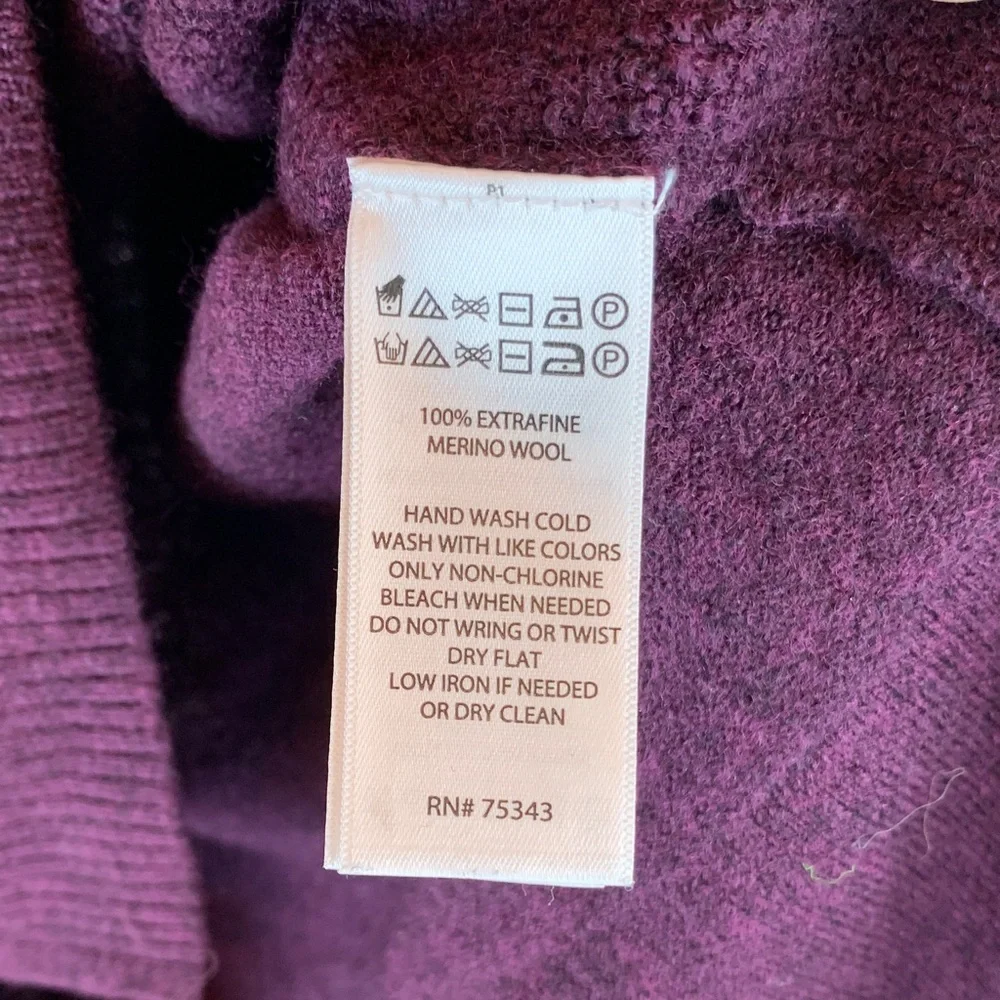 P1
P
P
100% EXTRAFINE
MERINO WOOL
HAND WASH COLD
WASH WITH LIKE COLORS
ONLY NON-CHLORINE
BLEACH WHEN NEEDED
DO NOT WRING OR TWIST
DRY FLAT
LOW IRON IF NEEDED
OR DRY CLEAN
RN# 75343